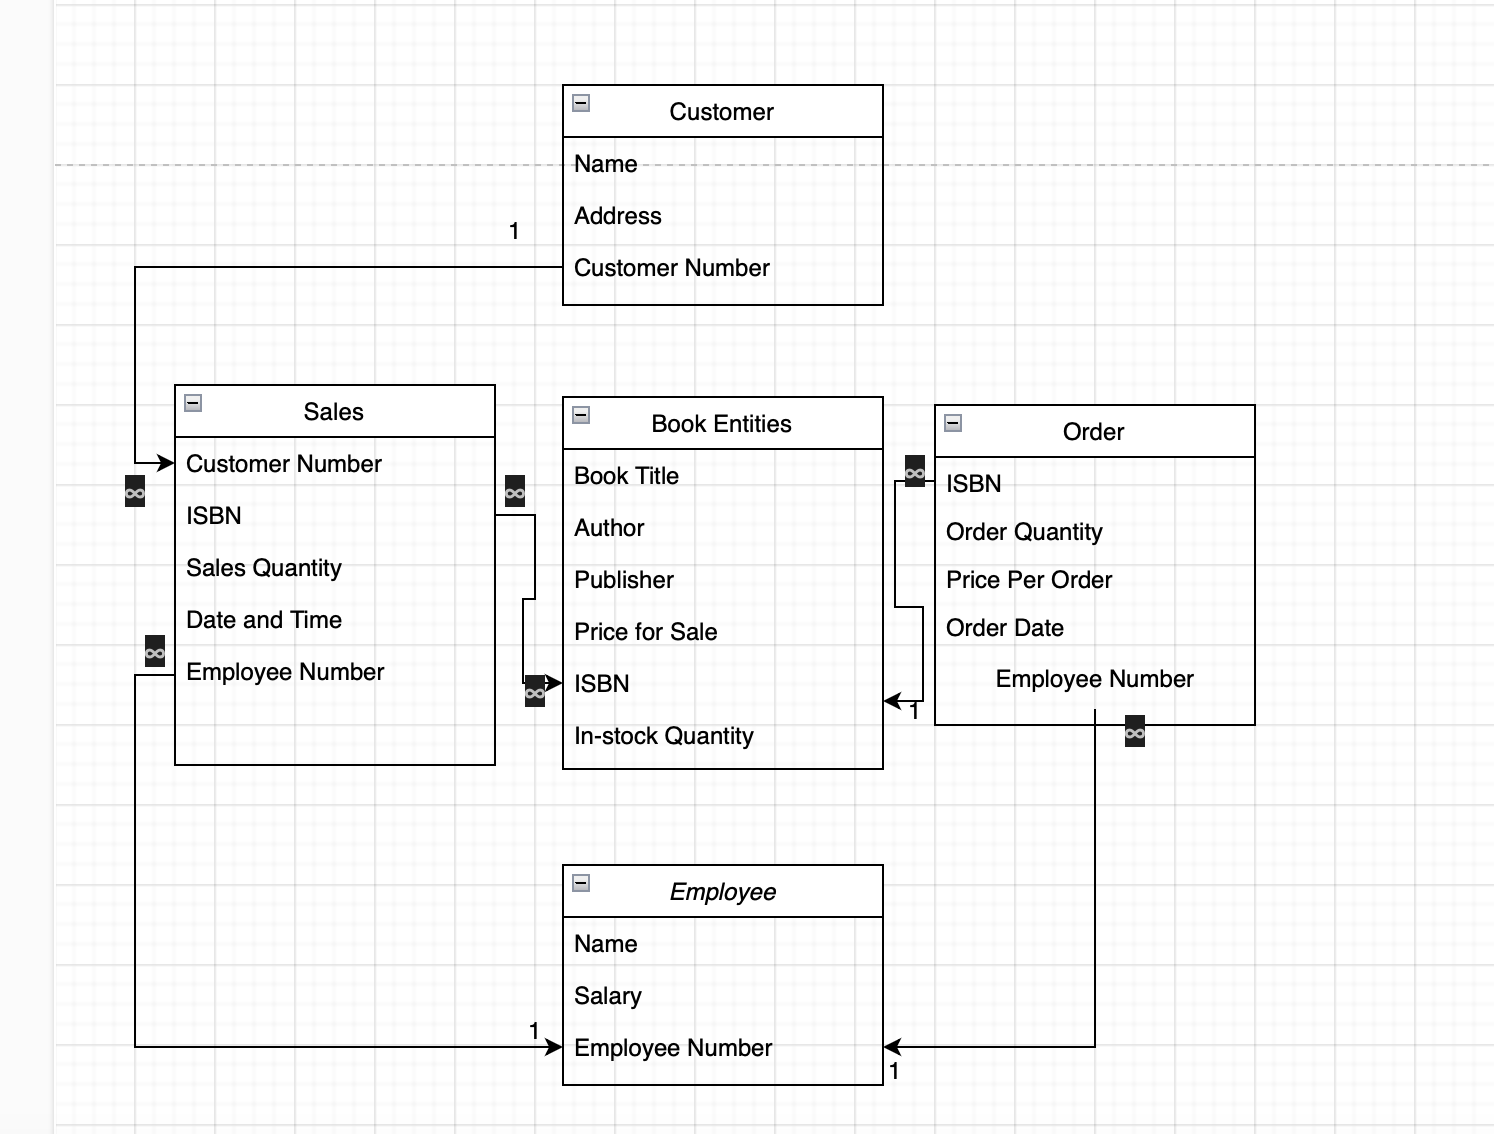 Customer
Name
Address
Customer Number
1
Sales
Customer Number
ISBN
Sales Quantity
Date and Time
Employee Number
∞
∞
∞
Book Entities
Book Title
Author
Publisher
Price for Sale
ISBN
In-stock Quantity
∞
∞
1
Order
ISBN
Order Quantity
Price Per Order
Order Date
Employee Number
∞
Employee
Name
Salary
Employee Number
1
1